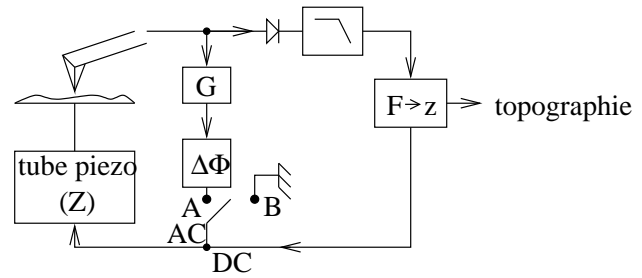 G
F→z
topographie
tube piezo
(Z)
ΔΦ
A
B
AC
DC